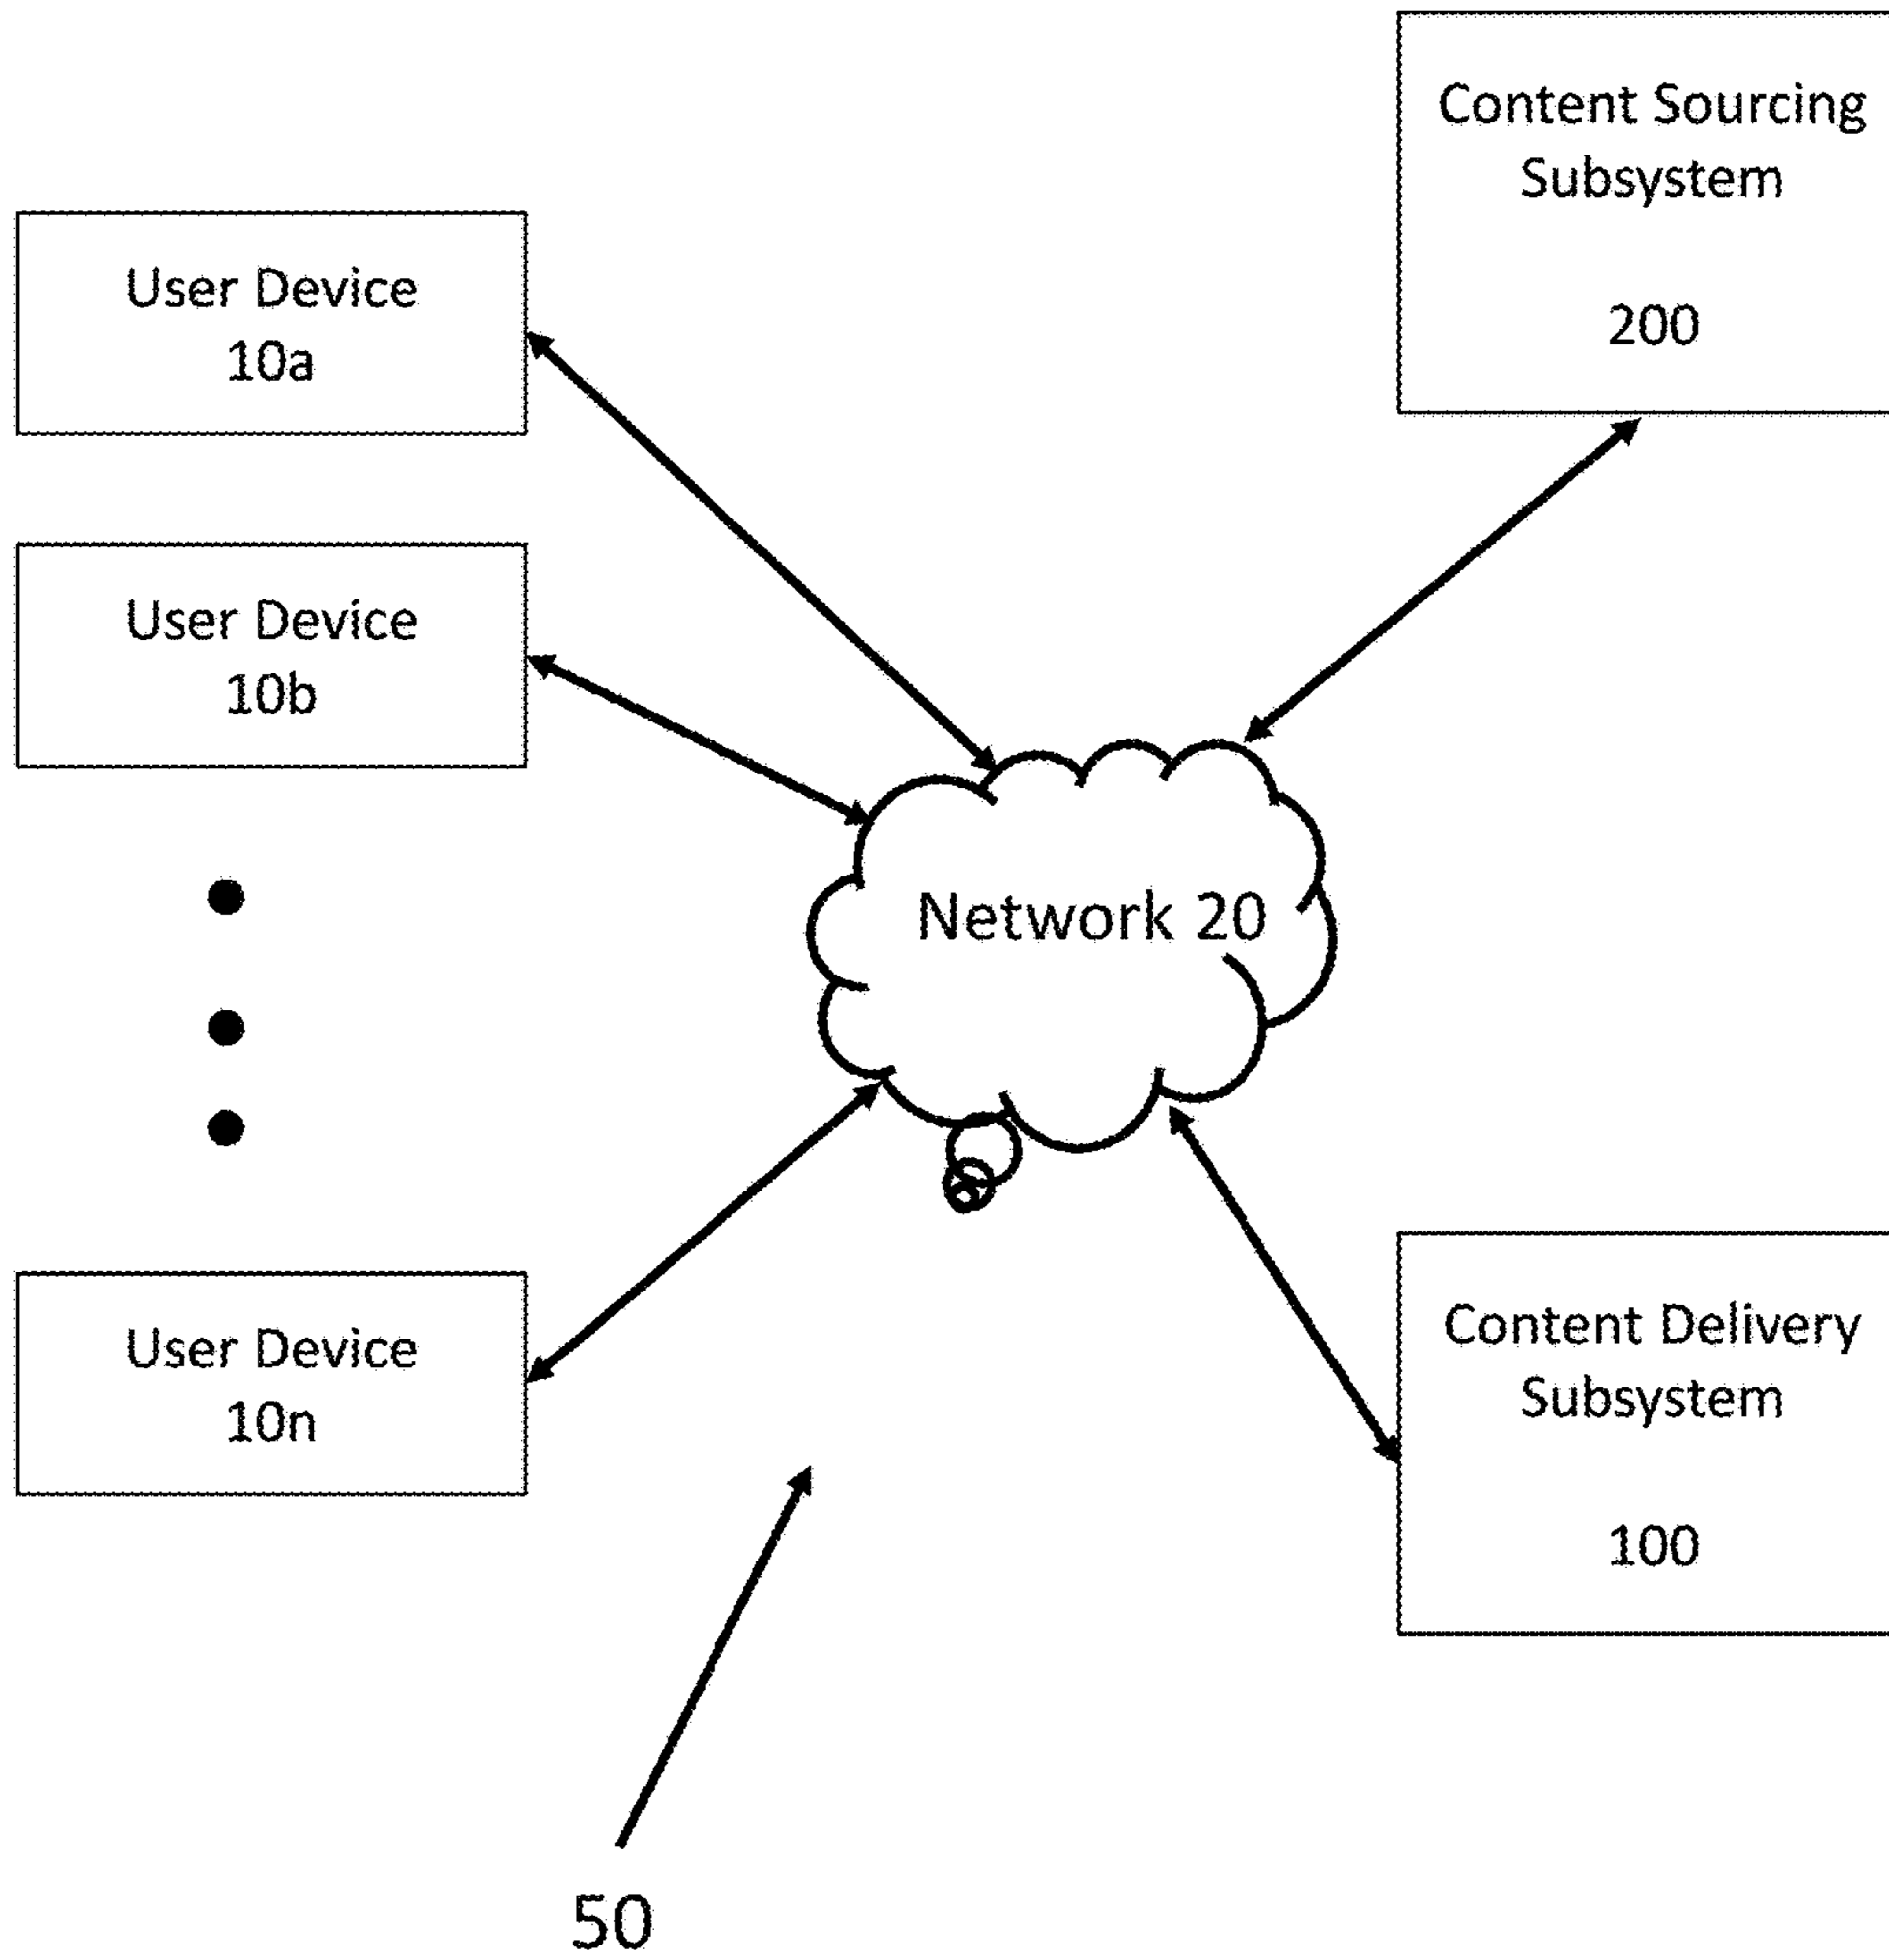 Content Sourcing
Subsystem
200
User Device
10a
User Device
10b
Network 20
User Device
10n
Content Delivery
Subsystem
100
50